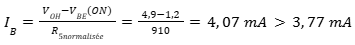 I_B = (V_OH − V_BE(ON)) / R_5normalisée = (4,9−1,2) / 910 = 4,07 mA > 3,77 mA